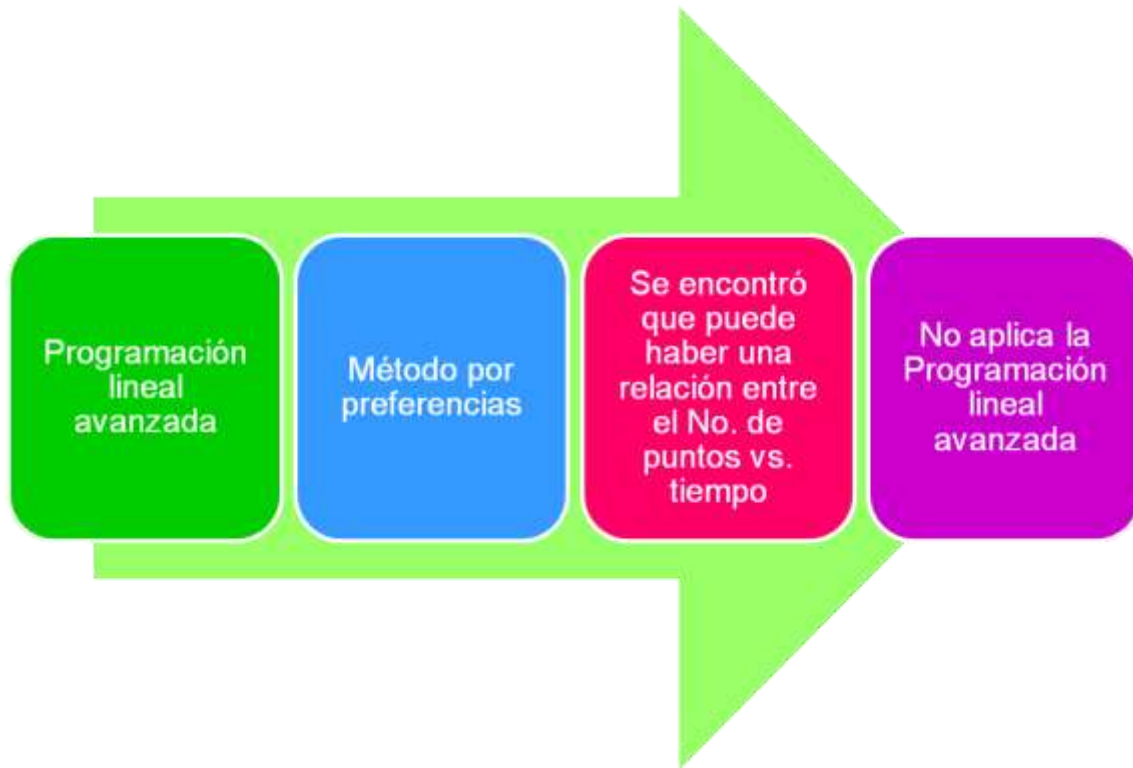 Programación
lineal
avanzada
Método por
preferencias
Se encontró
que puede
haber una
relación entre
el No. de
puntos vs.
tiempo
No aplica la
Programación
lineal
avanzada